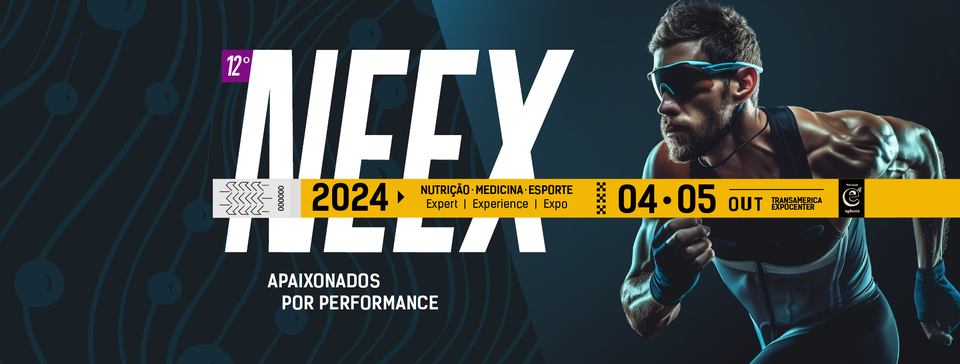 12º
NEEX
000000
2024
NUTRIÇÃO · MEDICINA · ESPORTE
Expert | Experience | Expo
04 • 05 OUT
TRANSAMERICA
EXPOCENTER
APAIXONADOS
POR PERFORMANCE